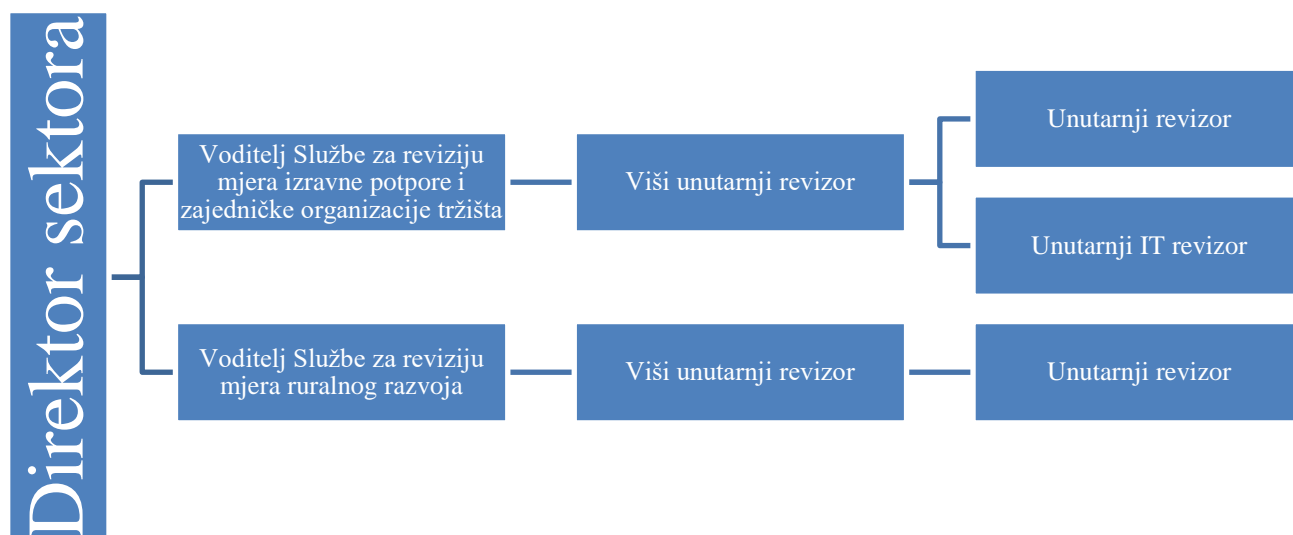 Direktor sektora
Voditelj Službe za reviziju
mjera izravne potpore i
zajedničke organizacije tržišta
Viši unutarnji revizor
Unutarnji revizor
Unutarnji IT revizor
Voditelj Službe za reviziju
mjera ruralnog razvoja
Viši unutarnji revizor
Unutarnji revizor